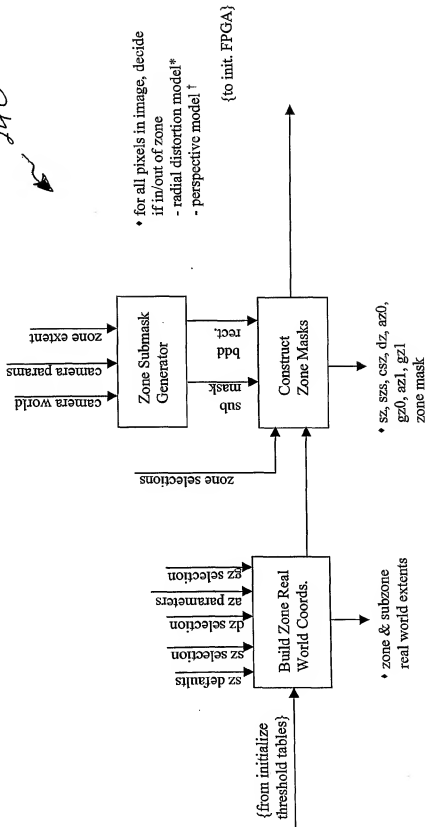 {from initialize
threshold tables}
sz defaults
sz selection
dz selection
az parameters
gz selection
Build Zone Real
World Coords.
♦ zone & subzone
real world extents
zone selections
camera world
camera params
zone extent
Zone Submask
Generator
sub
mask
bdd
rect.
Construct
Zone Masks
♦ sz, szs, csz, dz, az0,
gz0, az1, gz1
zone mask
♦ for all pixels in image, decide
if in/out of zone
- radial distortion model*
- perspective model †
{to init. FPGA}